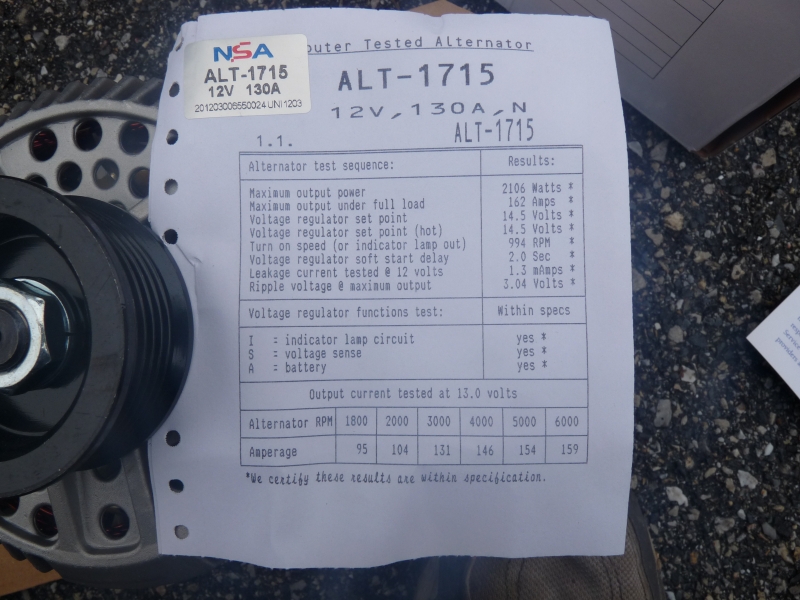 NSA
ALT-1715
12V 130A
201203006550024 UNI 1203
Tested Alternator
ALT-1715
12V,130A,N
1.1. ALT-1715
Alternator test sequence: Results:
Maximum output power 2106 Watts *
Maximum output under full load 162 Amps *
Voltage regulator set point 14.5 Volts *
Voltage regulator set point (hot) 14.5 Volts *
Turn on speed (or indicator lamp out) 994 RPM *
Voltage regulator soft start delay 2.0 Sec *
Leakage current tested @ 12 volts 1.3 mAmps *
Ripple voltage @ maximum output 3.04 Volts *
Voltage regulator functions test: Within specs
I = indicator lamp circuit yes *
S = voltage sense yes *
A = battery yes *
Output current tested at 13.0 volts
Alternator RPM 1800 2000 3000 4000 5000 6000
Amperage 95 104 131 146 154 159
*We certify these results are within specification.